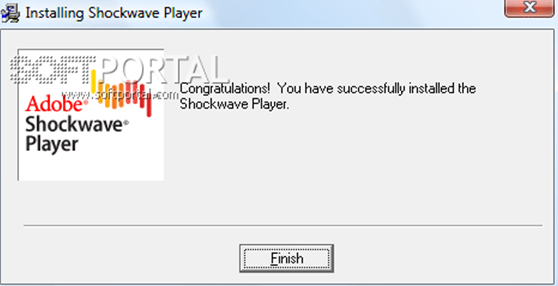 Installing Shockwave Player
SOFTPORTAL
www.softportal.com
Adobe®
Shockwave®
Player
Congratulations!  You have successfully installed the
Shockwave Player.
Finish